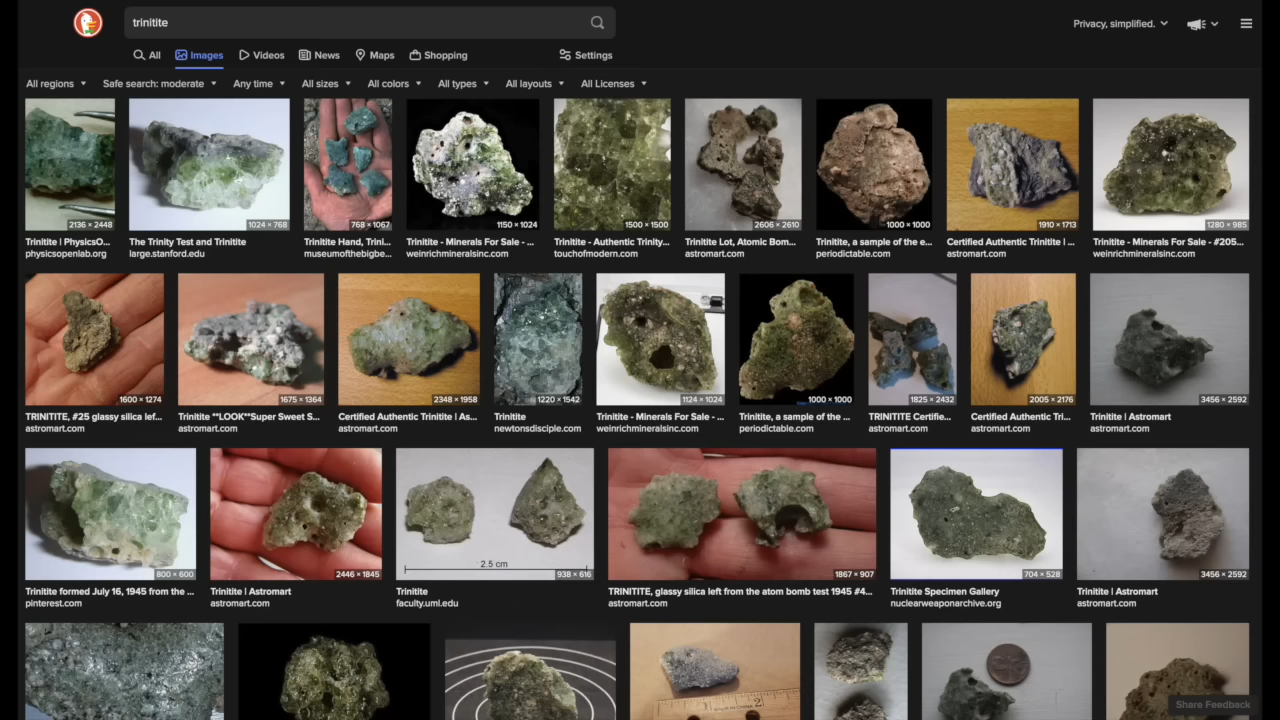 trinitite
Privacy, simplified.
All
Images
Videos
News
Maps
Shopping
Settings
All regions
Safe search: moderate
Any time
All sizes
All colors
All types
All layouts
All Licenses
2136 × 2448
1024 × 768
768 × 1067
1150 × 1024
1500 × 1500
2606 × 2610
1000 × 1000
1910 × 1713
1280 × 985
Trinitite | PhysicsO...
physicsopenlab.org
The Trinity Test and Trinitite
large.stanford.edu
Trinitite Hand, Trini...
museumofthebigbe...
Trinitite - Minerals For Sale - ...
weinrichmineralsinc.com
Trinitite - Authentic Trinity...
touchofmodern.com
Trinitite Lot, Atomic Bom...
astromart.com
Trinitite, a sample of the e...
periodictable.com
Certified Authentic Trinitite | ...
astromart.com
Trinitite - Minerals For Sale - #205...
weinrichmineralsinc.com
1600 × 1274
1675 × 1364
2348 × 1958
1220 × 1542
1124 × 1024
1000 × 1000
1825 × 2432
2005 × 2176
3456 × 2592
TRINITITE, #25 glassy silica lef...
astromart.com
Trinitite **LOOK**Super Sweet S...
astromart.com
Certified Authentic Trinitite | As...
astromart.com
Trinitite
newtonsdisciple.com
Trinitite - Minerals For Sale - ...
weinrichmineralsinc.com
Trinitite, a sample of the ...
periodictable.com
TRINITITE Certifie...
astromart.com
Certified Authentic Tri...
astromart.com
Trinitite | Astromart
astromart.com
2.5 cm
800 × 600
2446 × 1845
938 × 616
1867 × 907
704 × 528
3456 × 2592
Trinitite formed July 16, 1945 from the ...
pinterest.com
Trinitite | Astromart
astromart.com
Trinitite
faculty.uml.edu
TRINITITE, glassy silica left from the atom bomb test 1945 #4...
astromart.com
Trinitite Specimen Gallery
nuclearweaponarchive.org
Trinitite | Astromart
astromart.com
MADE IN CHINA
2
Share Feedback